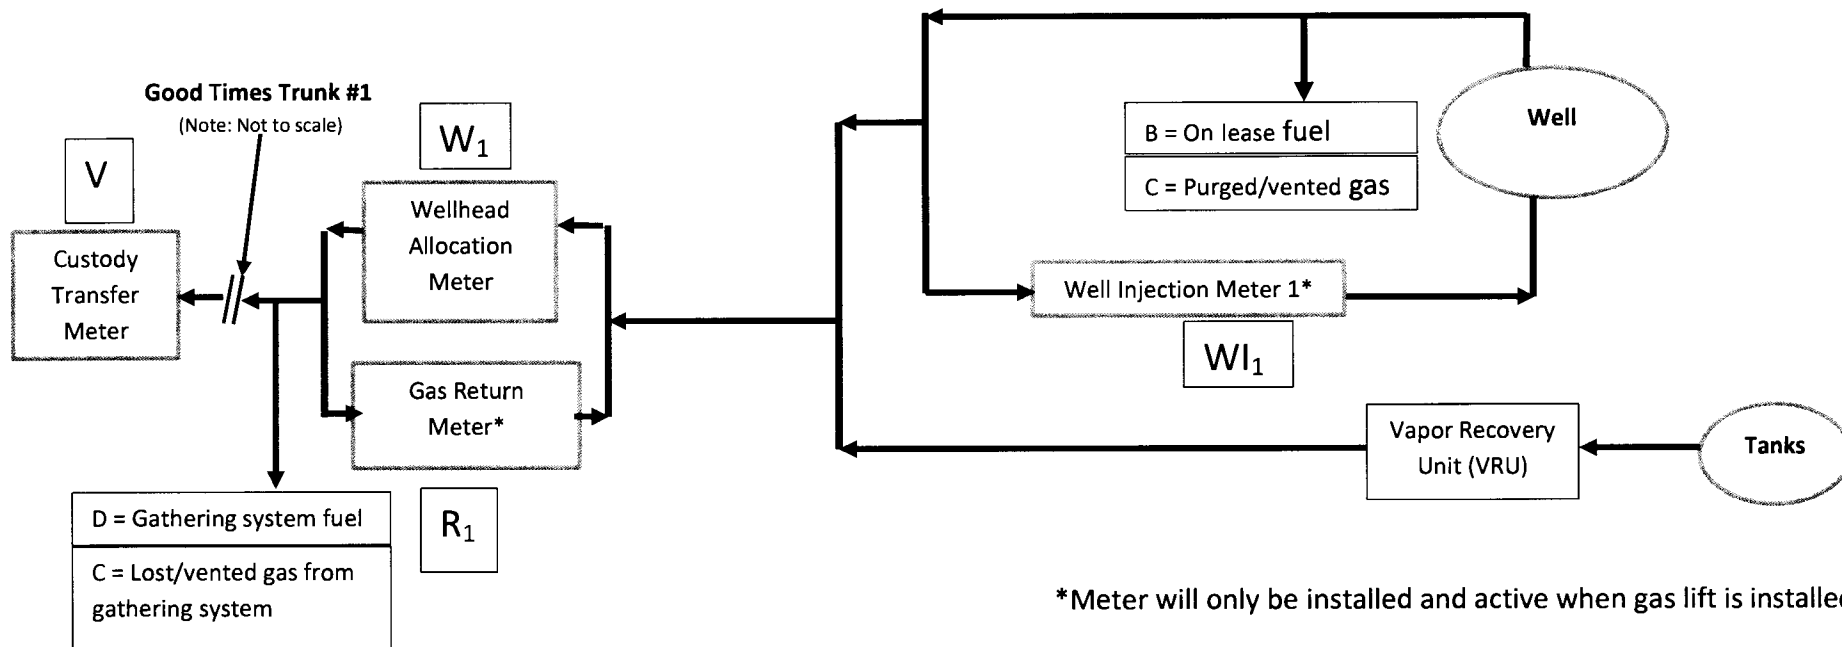 Good Times Trunk #1
(Note: Not to scale)
V
W1
Custody
Transfer
Meter
Wellhead
Allocation
Meter
Gas Return
Meter*
R1
D = Gathering system fuel
C = Lost/vented gas from
gathering system
B = On lease fuel
C = Purged/vented gas
Well
Well Injection Meter 1*
WI1
Vapor Recovery
Unit (VRU)
Tanks
*Meter will only be installed and active when gas lift is installed